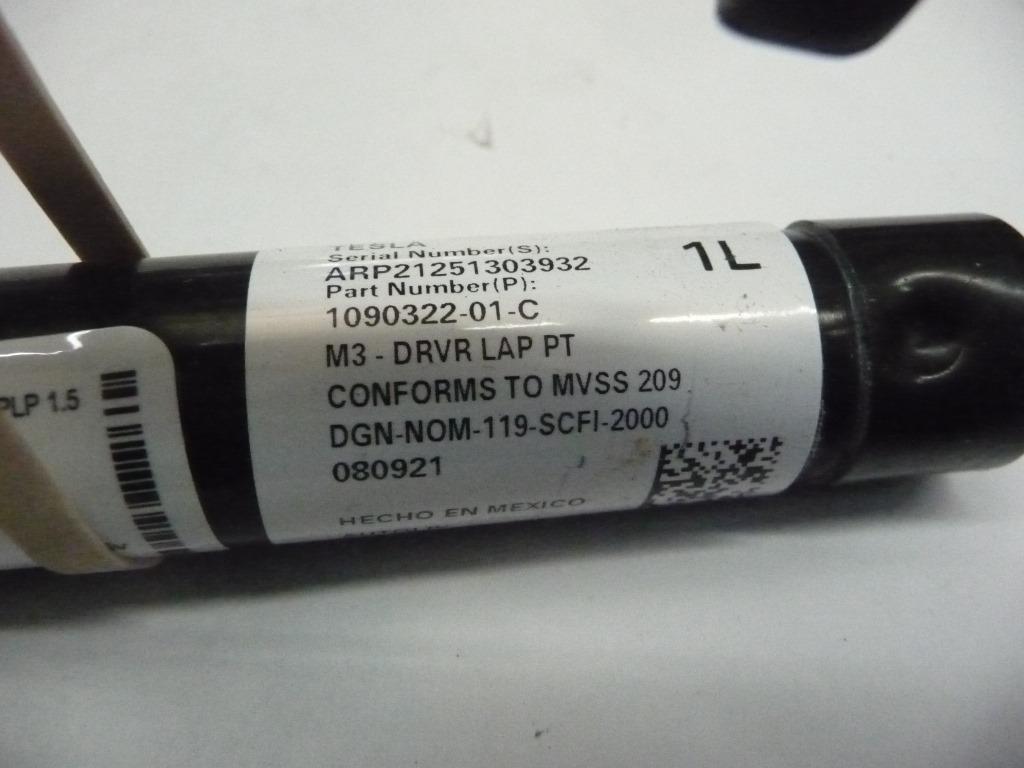 TESLA
Serial Number(S):
ARP21251303932
Part Number(P):
1090322-01-C
1L
M3 - DRVR LAP PT
CONFORMS TO MVSS 209
DGN-NOM-119-SCFI-2000
080921
HECHO EN MEXICO
PLP 1.5